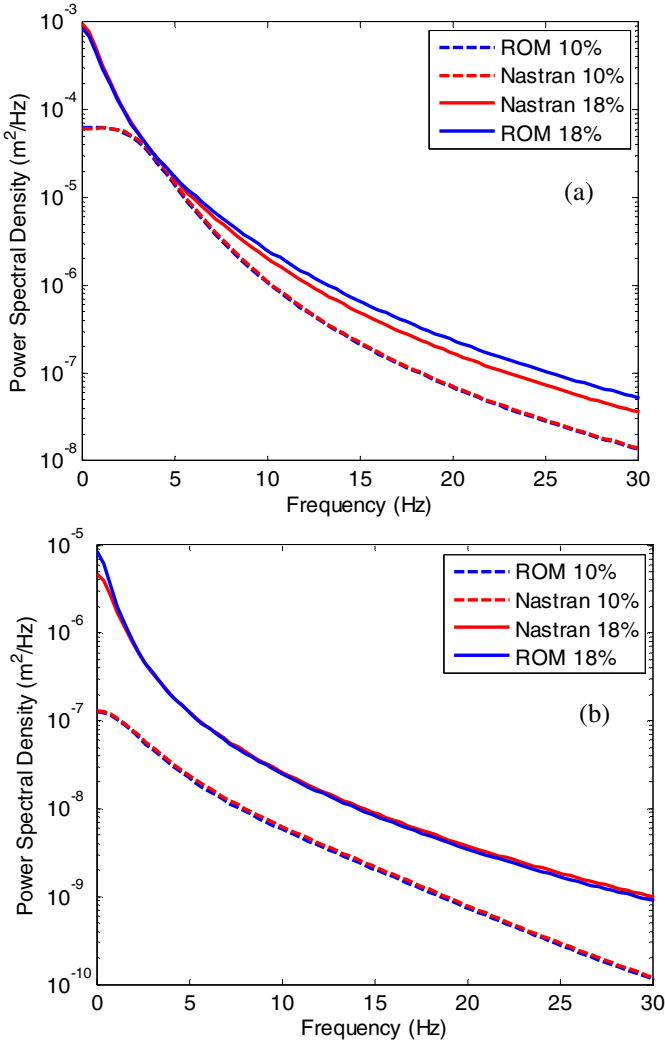 10^-3
10^-4
10^-5
10^-6
10^-7
10^-8
Power Spectral Density (m^2/Hz)
ROM 10%
Nastran 10%
Nastran 18%
ROM 18%
(a)
0 5 10 15 20 25 30
Frequency (Hz)
10^-5
10^-6
10^-7
10^-8
10^-9
10^-10
Power Spectral Density (m^2/Hz)
ROM 10%
Nastran 10%
Nastran 18%
ROM 18%
(b)
0 5 10 15 20 25 30
Frequency (Hz)